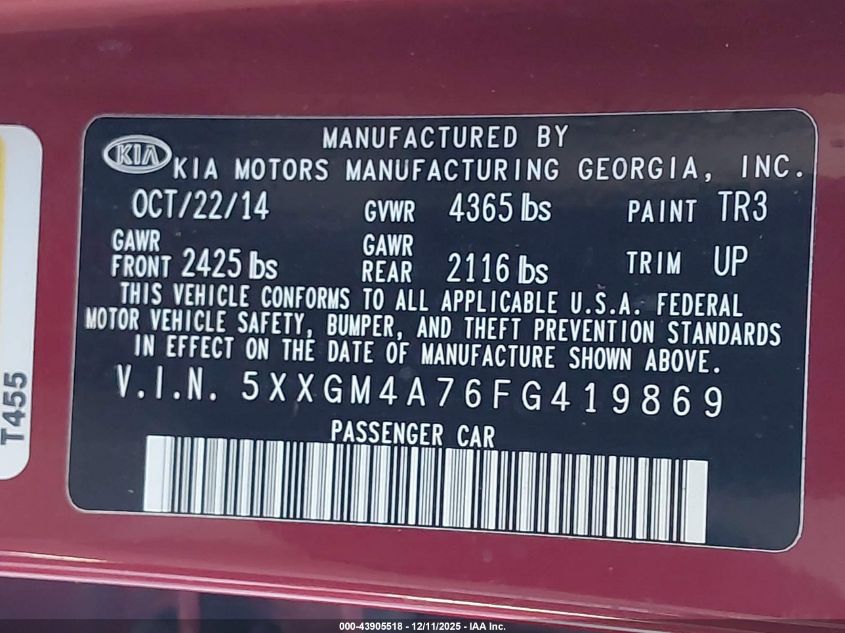 MANUFACTURED BY
KIA KIA MOTORS MANUFACTURING GEORGIA, INC.
OCT/22/14 GVWR 4365 lbs PAINT TR3
GAWR FRONT 2425 lbs GAWR REAR 2116 lbs TRIM UP
THIS VEHICLE CONFORMS TO ALL APPLICABLE U.S.A. FEDERAL
MOTOR VEHICLE SAFETY, BUMPER, AND THEFT PREVENTION STANDARDS
IN EFFECT ON THE DATE OF MANUFACTURE SHOWN ABOVE.
V.I.N. 5XXGM4A76FG419869
PASSENGER CAR
T455
000-43905518 - 12/11/2025 - IAA Inc.